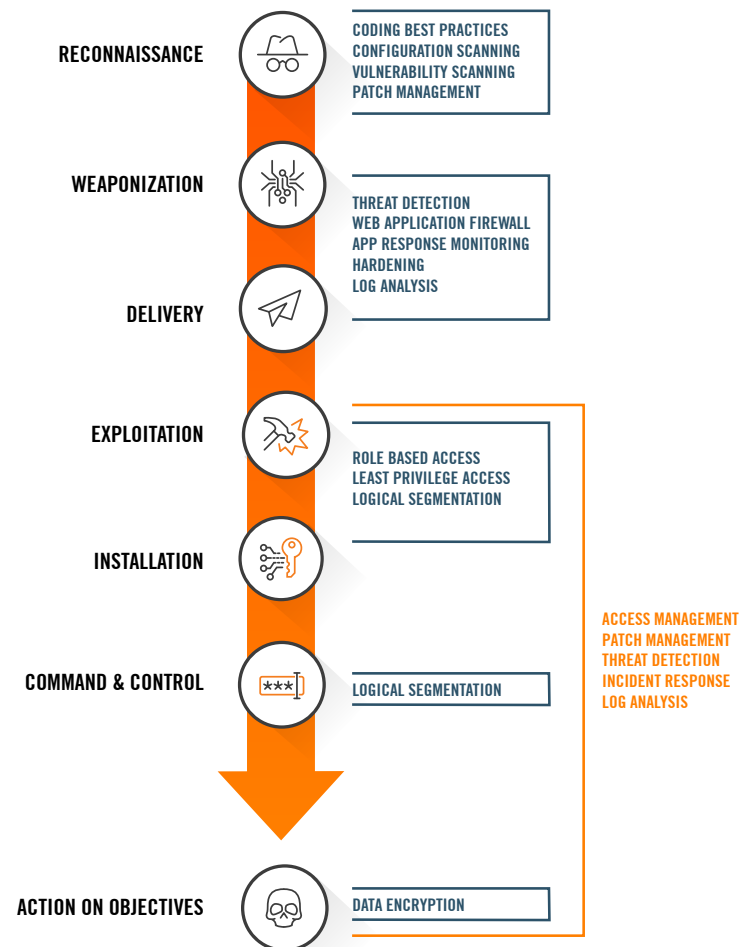 RECONNAISSANCE
CODING BEST PRACTICES
CONFIGURATION SCANNING
VULNERABILITY SCANNING
PATCH MANAGEMENT
WEAPONIZATION
THREAT DETECTION
WEB APPLICATION FIREWALL
APP RESPONSE MONITORING
HARDENING
LOG ANALYSIS
DELIVERY
EXPLOITATION
ROLE BASED ACCESS
LEAST PRIVILEGE ACCESS
LOGICAL SEGMENTATION
INSTALLATION
COMMAND & CONTROL
***
LOGICAL SEGMENTATION
ACCESS MANAGEMENT
PATCH MANAGEMENT
THREAT DETECTION
INCIDENT RESPONSE
LOG ANALYSIS
ACTION ON OBJECTIVES
DATA ENCRYPTION